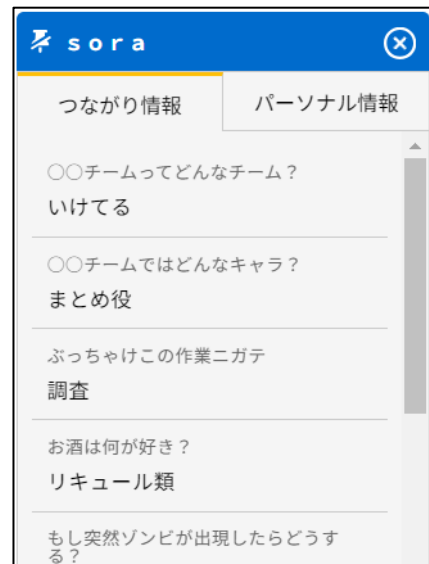 sora
つながり情報
パーソナル情報
○○チームってどんなチーム？
いけてる
○○チームではどんなキャラ？
まとめ役
ぶっちゃけこの作業ニガテ
調査
お酒は何が好き？
リキュール類
もし突然ゾンビが出現したらどうす
る？